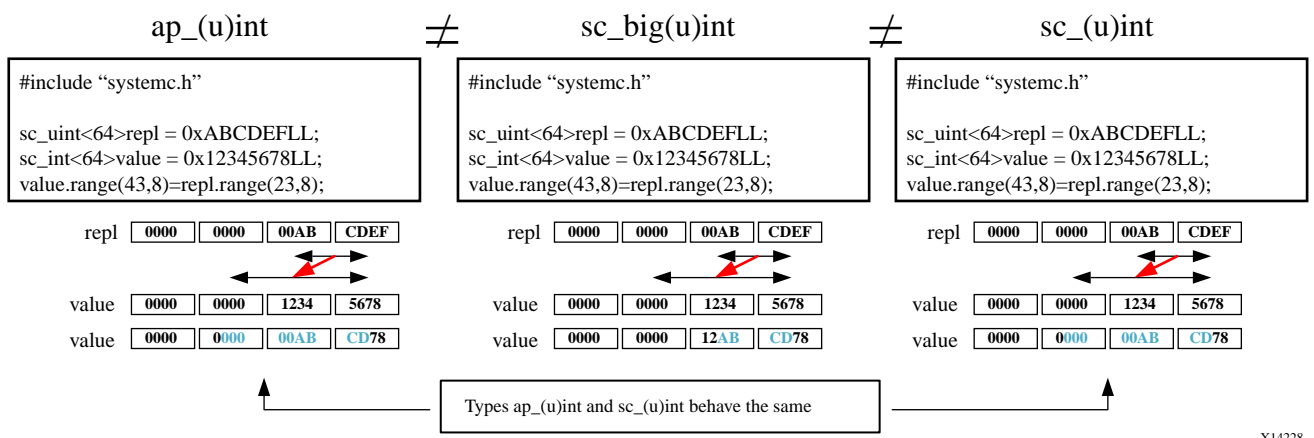 ap_(u)int ≠ sc_big(u)int ≠ sc_(u)int
#include “systemc.h”
sc_uint<64>repl = 0xABCDEFLL;
sc_int<64>value = 0x12345678LL;
value.range(43,8)=repl.range(23,8);
#include “systemc.h”
sc_uint<64>repl = 0xABCDEFLL;
sc_int<64>value = 0x12345678LL;
value.range(43,8)=repl.range(23,8);
#include “systemc.h”
sc_uint<64>repl = 0xABCDEFLL;
sc_int<64>value = 0x12345678LL;
value.range(43,8)=repl.range(23,8);
repl 0000 0000 00AB CDEF
value 0000 0000 1234 5678
value 0000 0000 00AB CD78
repl 0000 0000 00AB CDEF
value 0000 0000 1234 5678
value 0000 0000 12AB CD78
repl 0000 0000 00AB CDEF
value 0000 0000 1234 5678
value 0000 0000 00AB CD78
Types ap_(u)int and sc_(u)int behave the same
X14228